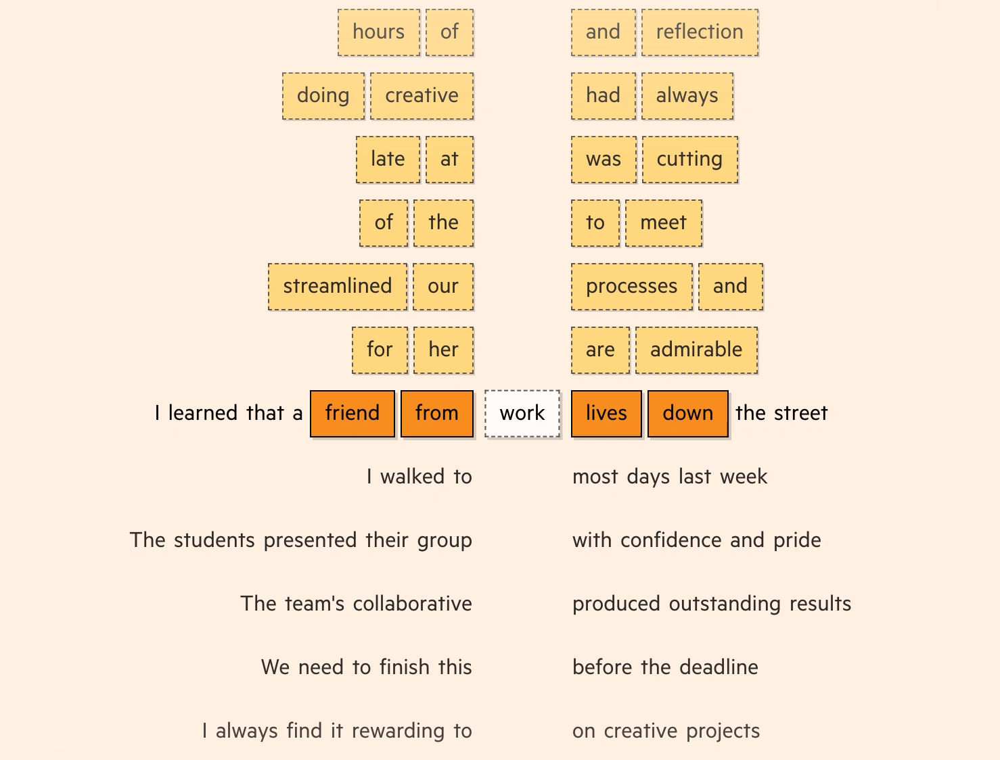 hours of and reflection
doing creative had always
late at was cutting
of the to meet
streamlined our processes and
for her are admirable
I learned that a friend from work lives down the street
I walked to most days last week
The students presented their group with confidence and pride
The team's collaborative produced outstanding results
We need to finish this before the deadline
I always find it rewarding to on creative projects